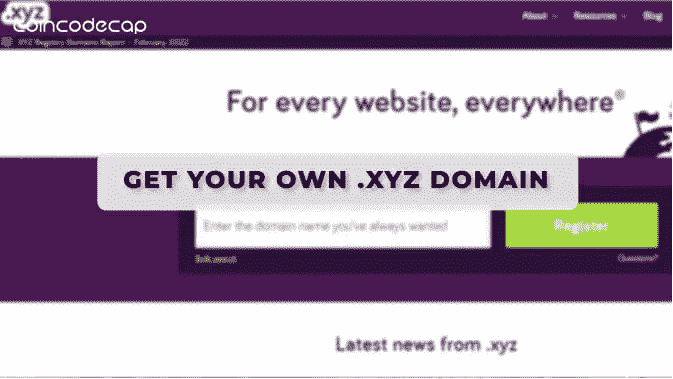 .xyz
coincodecap
About
Resources
Blog
XYZ Registry Domains Report - February 2022
For every website, everywhere®
GET YOUR OWN .XYZ DOMAIN
Enter the domain name you've always wanted
Register
Bulk search
Questions?
Latest news from .xyz